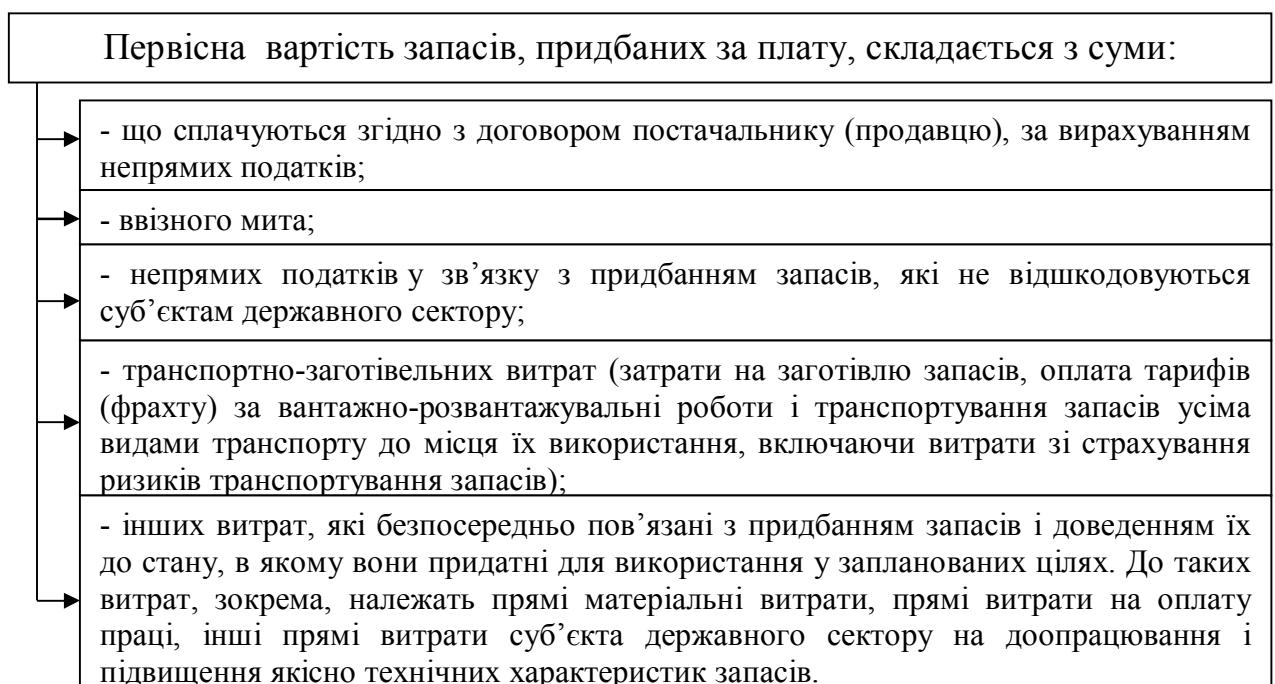 Первісна вартість запасів, придбаних за плату, складається з суми:
- що сплачуються згідно з договором постачальнику (продавцю), за вирахуванням
непрямих податків;
- ввізного мита;
- непрямих податків у зв’язку з придбанням запасів, які не відшкодовуються
суб’єктам державного сектору;
- транспортно-заготівельних витрат (затрати на заготівлю запасів, оплата тарифів
(фрахту) за вантажно-розвантажувальні роботи і транспортування запасів усіма
видами транспорту до місця їх використання, включаючи витрати зі страхування
ризиків транспортування запасів);
- інших витрат, які безпосередньо пов’язані з придбанням запасів і доведенням їх
до стану, в якому вони придатні для використання у запланованих цілях. До таких
витрат, зокрема, належать прямі матеріальні витрати, прямі витрати на оплату
праці, інші прямі витрати суб’єкта державного сектору на доопрацювання і
підвищення якісно технічних характеристик запасів.